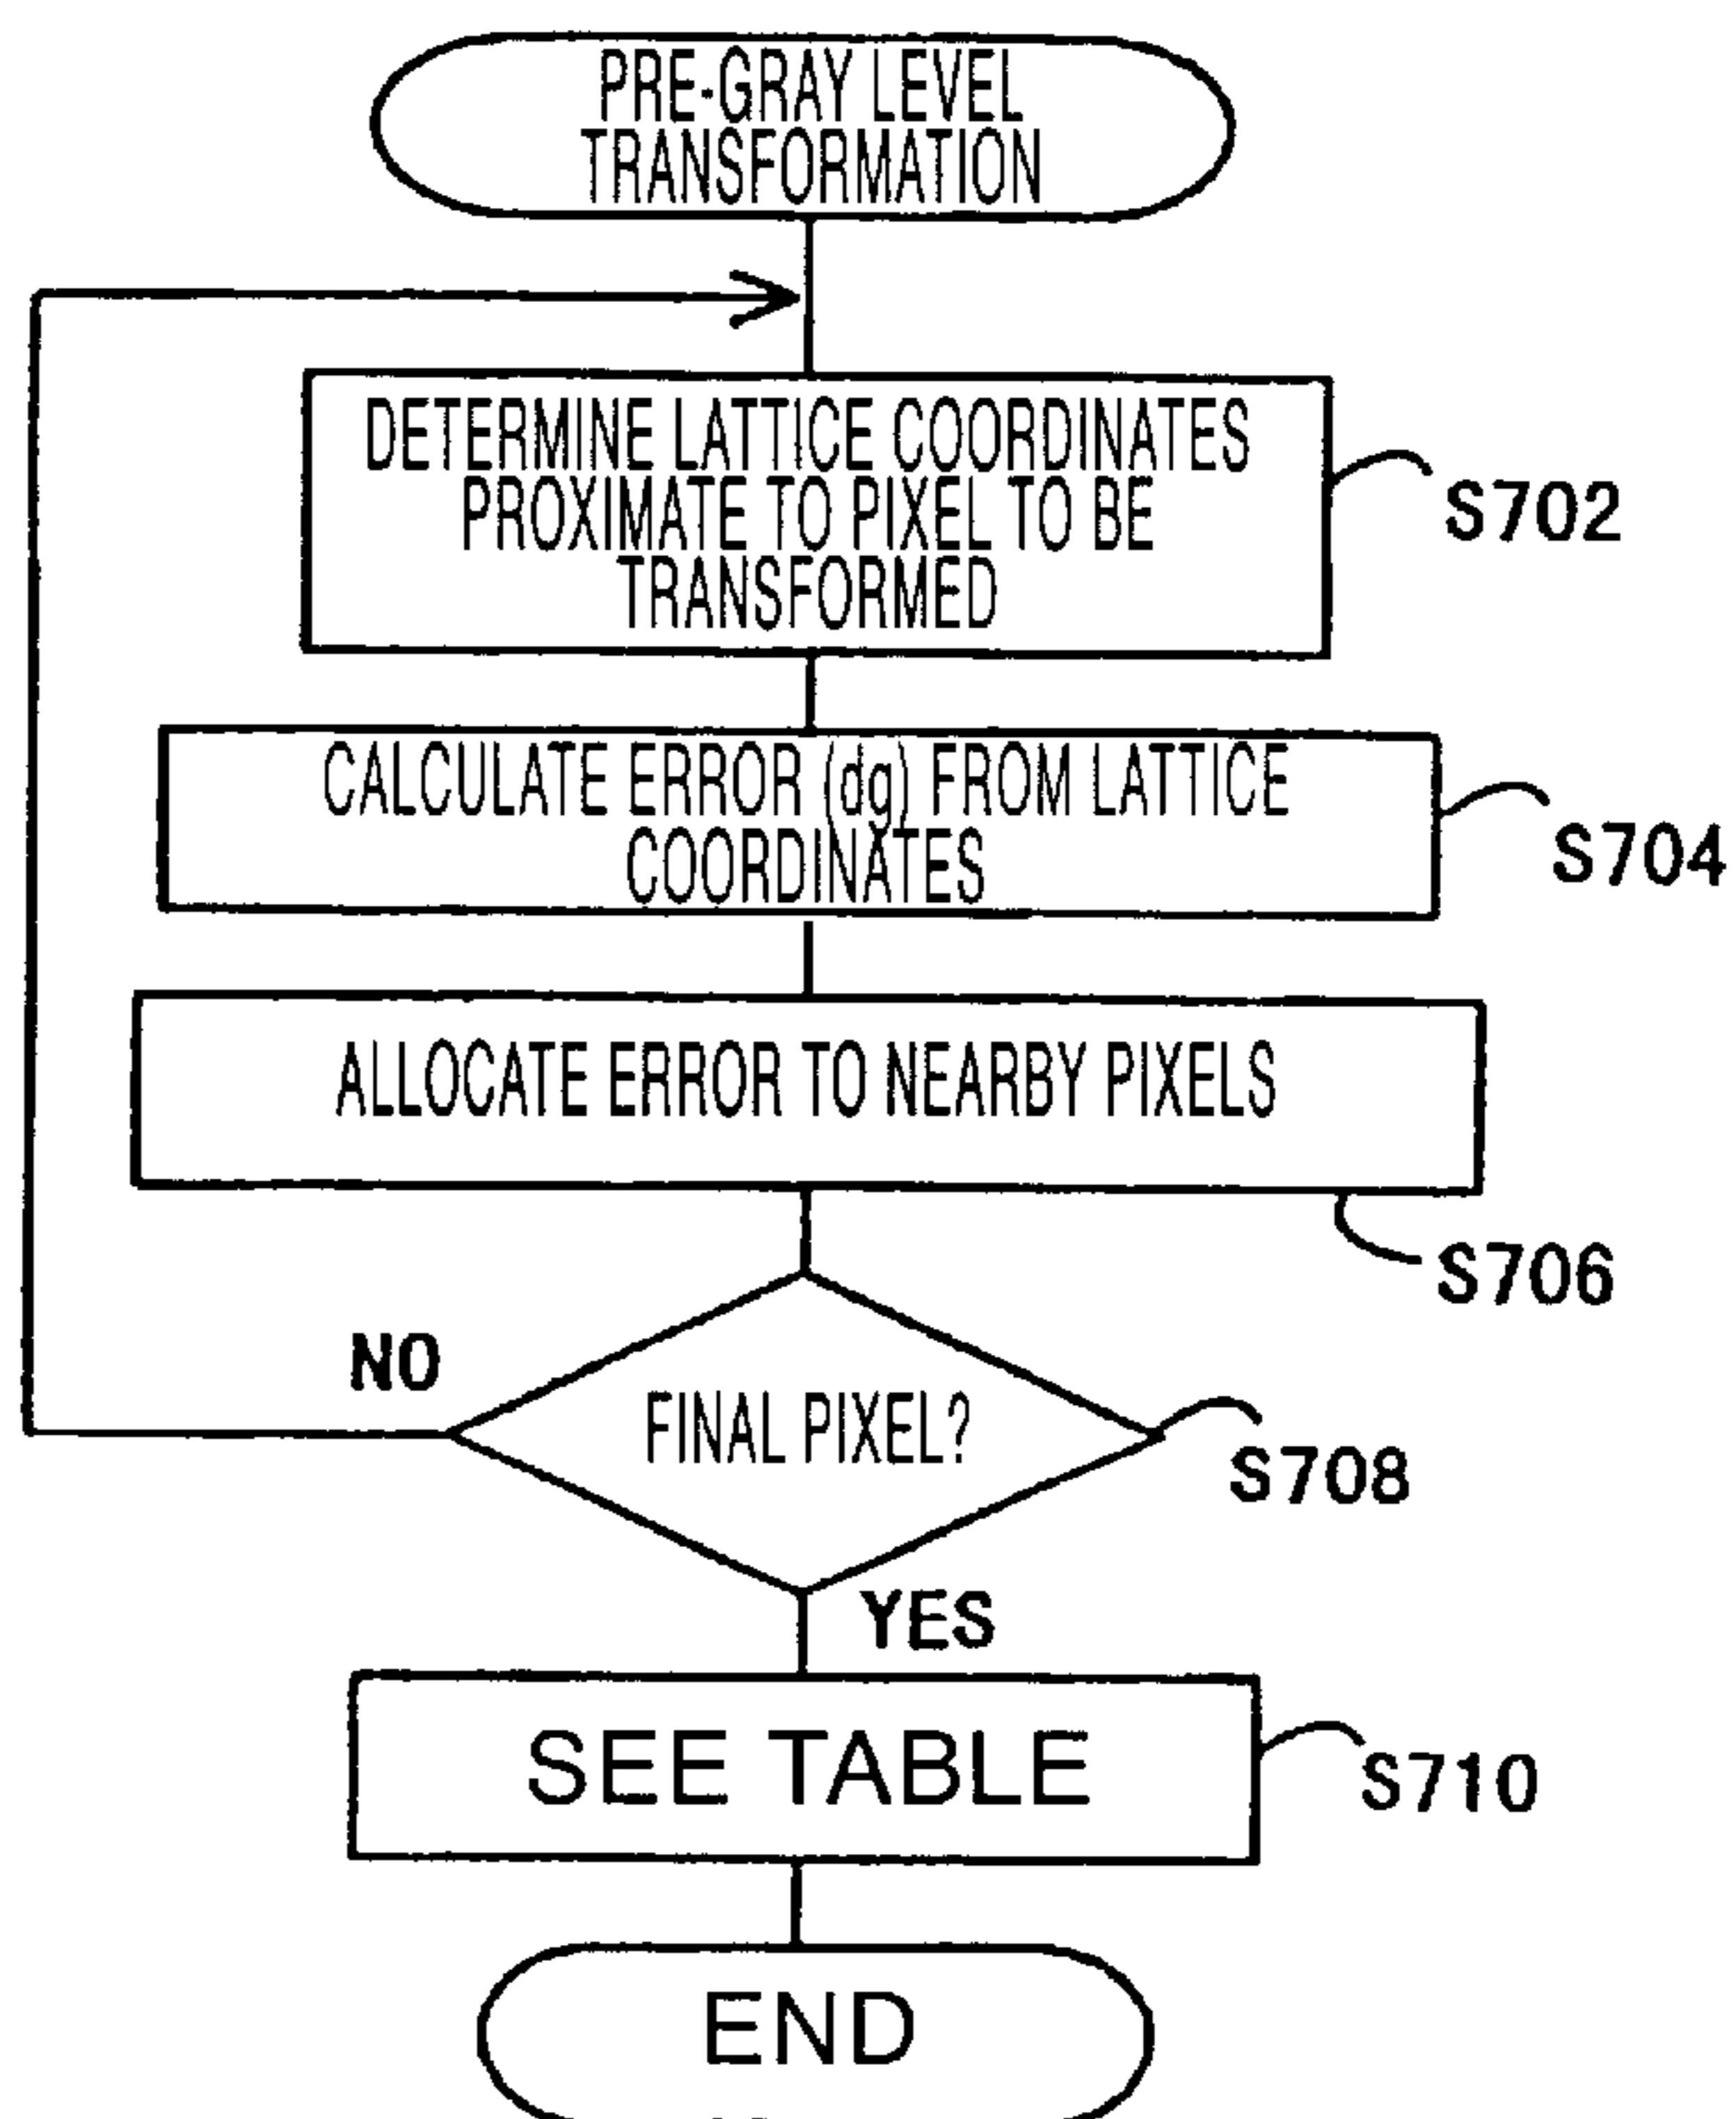 PRE-GRAY LEVEL
TRANSFORMATION
DETERMINE LATTICE COORDINATES
PROXIMATE TO PIXEL TO BE
TRANSFORMED
S702
CALCULATE ERROR (dg) FROM LATTICE
COORDINATES
S704
ALLOCATE ERROR TO NEARBY PIXELS
S706
NO
FINAL PIXEL?
S708
YES
SEE TABLE
S710
END